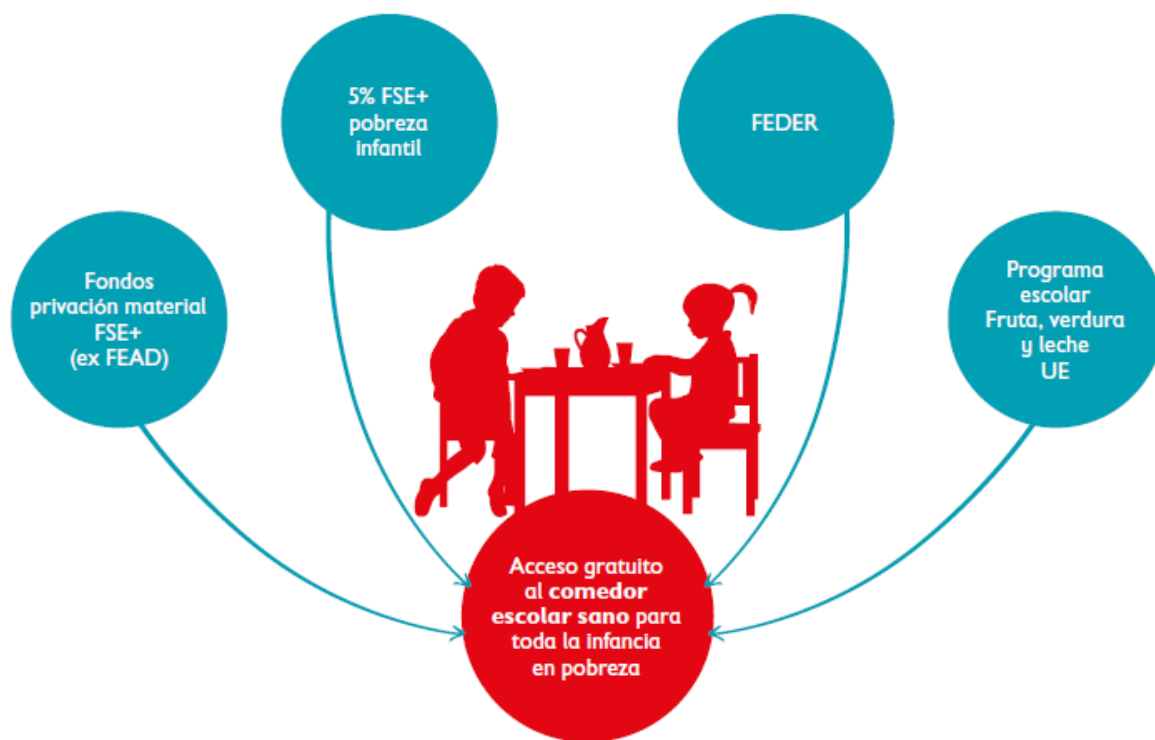 5% FSE+
pobreza
infantil
FEDER
Fondos
privación material
FSE+
(ex FEAD)
Programa
escolar
Fruta, verdura
y leche
UE
Acceso gratuito
al comedor
escolar sano para
toda la infancia
en pobreza